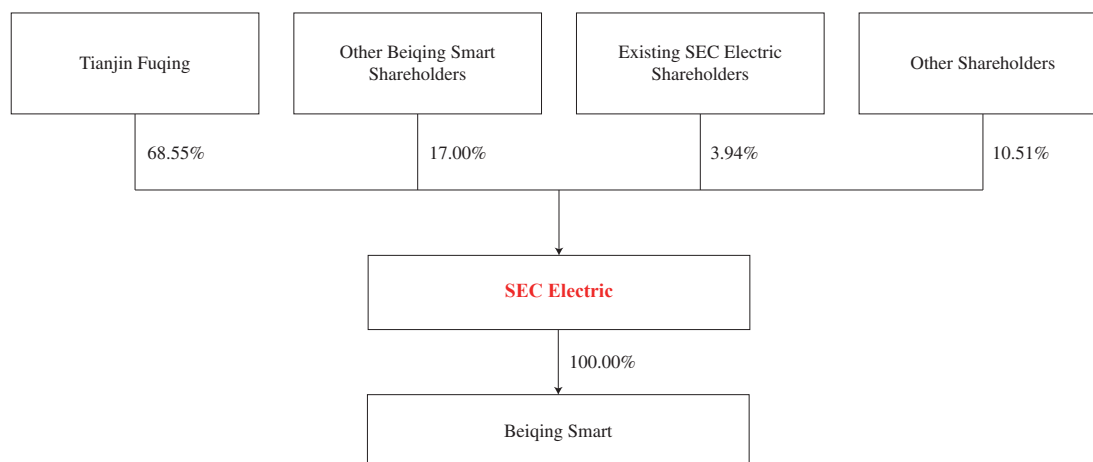 Tianjin Fuqing
Other Beiqing Smart
Shareholders
Existing SEC Electric
Shareholders
Other Shareholders
68.55%
17.00%
3.94%
10.51%
SEC Electric
100.00%
Beiqing Smart